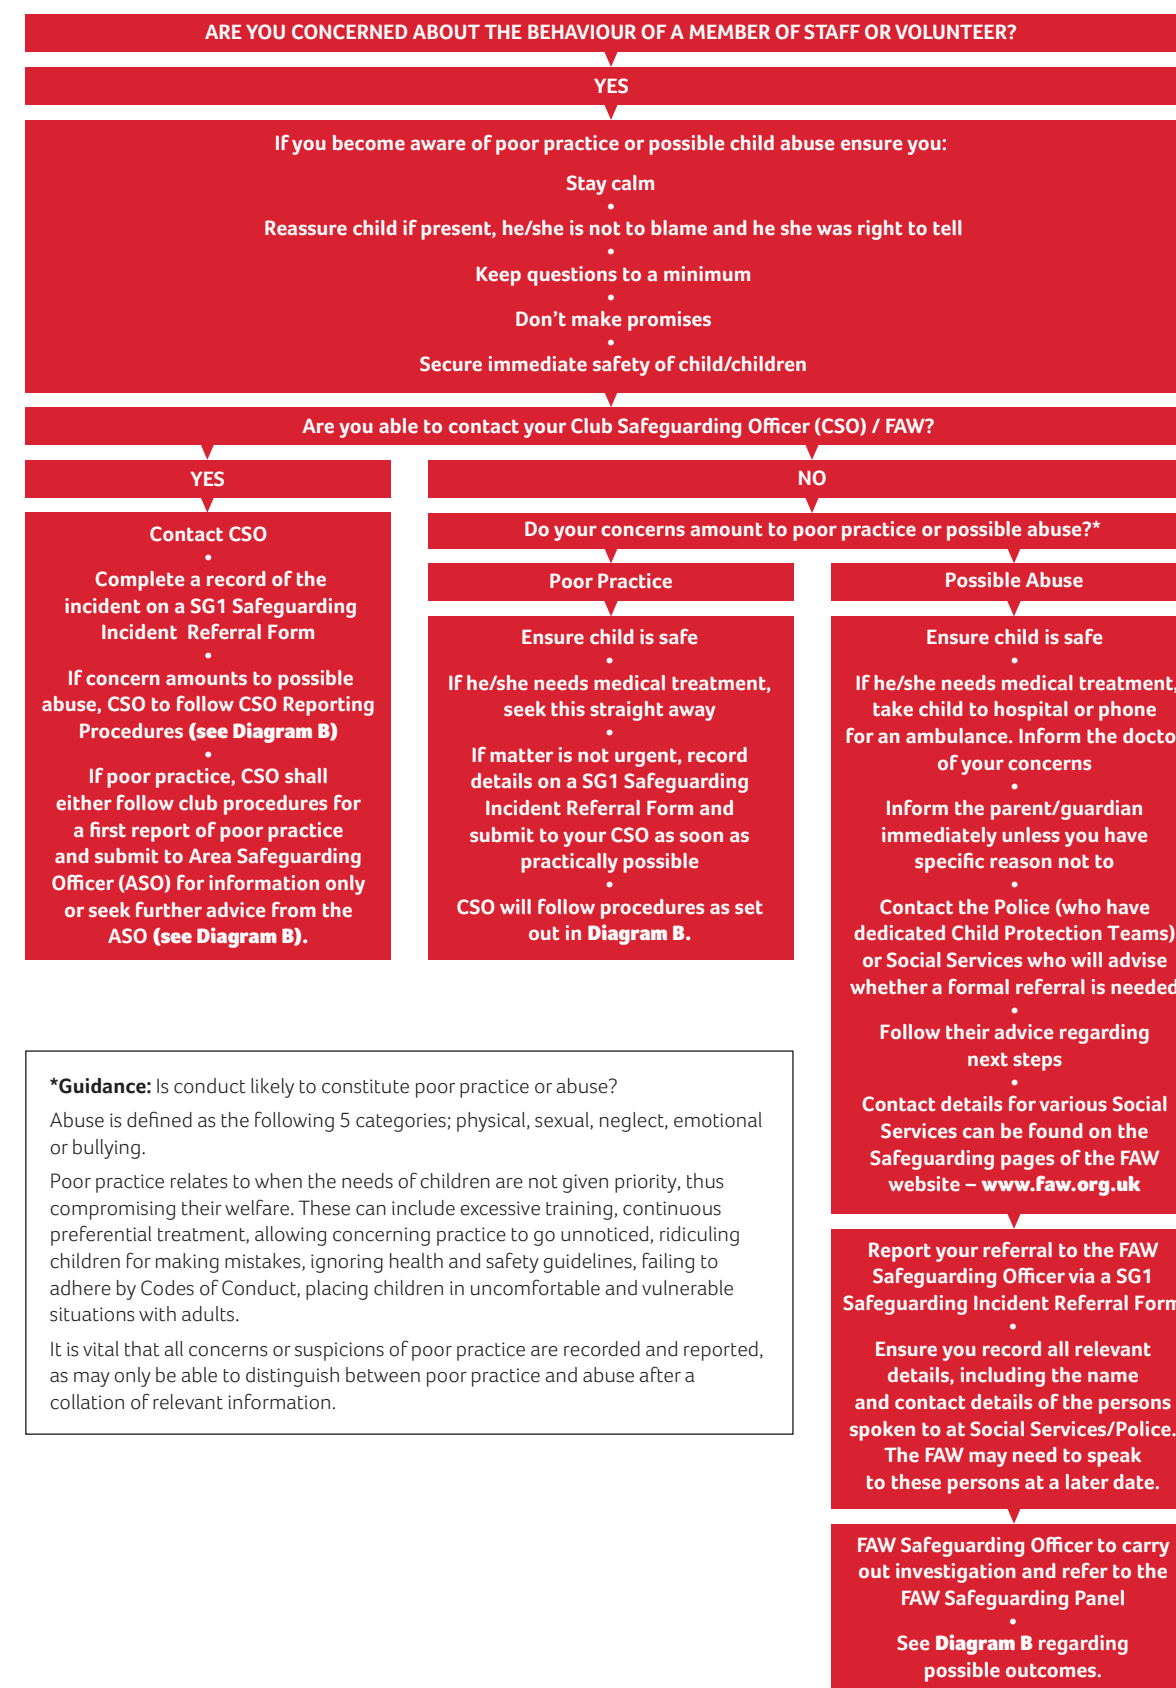 ARE YOU CONCERNED ABOUT THE BEHAVIOUR OF A MEMBER OF STAFF OR VOLUNTEER?
YES
If you become aware of poor practice or possible child abuse ensure you:
Stay calm
•
Reassure child if present, he/she is not to blame and he she was right to tell
•
Keep questions to a minimum
•
Don’t make promises
•
Secure immediate safety of child/children
Are you able to contact your Club Safeguarding Officer (CSO) / FAW?
YES
Contact CSO
•
Complete a record of the
incident on a SG1 Safeguarding
Incident Referral Form
•
If concern amounts to possible
abuse, CSO to follow CSO Reporting
Procedures (see Diagram B)
•
If poor practice, CSO shall
either follow club procedures for
a first report of poor practice
and submit to Area Safeguarding
Officer (ASO) for information only
or seek further advice from the
ASO (see Diagram B).
NO
Do your concerns amount to poor practice or possible abuse?*
Poor Practice
Ensure child is safe
•
If he/she needs medical treatment,
seek this straight away
•
If matter is not urgent, record
details on a SG1 Safeguarding
Incident Referral Form and
submit to your CSO as soon as
practically possible
•
CSO will follow procedures as set
out in Diagram B.
Possible Abuse
Ensure child is safe
•
If he/she needs medical treatment,
take child to hospital or phone
for an ambulance. Inform the docto
of your concerns
•
Inform the parent/guardian
immediately unless you have
specific reason not to
•
Contact the Police (who have
dedicated Child Protection Teams)
or Social Services who will advise
whether a formal referral is needed
•
Follow their advice regarding
next steps
•
Contact details for various Social
Services can be found on the
Safeguarding pages of the FAW
website – www.faw.org.uk
Report your referral to the FAW
Safeguarding Officer via a SG1
Safeguarding Incident Referral Form
•
Ensure you record all relevant
details, including the name
and contact details of the persons
spoken to at Social Services/Police.
The FAW may need to speak
to these persons at a later date.
FAW Safeguarding Officer to carry
out investigation and refer to the
FAW Safeguarding Panel
•
See Diagram B regarding
possible outcomes.
*Guidance: Is conduct likely to constitute poor practice or abuse?
Abuse is defined as the following 5 categories; physical, sexual, neglect, emotional
or bullying.
Poor practice relates to when the needs of children are not given priority, thus
compromising their welfare. These can include excessive training, continuous
preferential treatment, allowing concerning practice to go unnoticed, ridiculing
children for making mistakes, ignoring health and safety guidelines, failing to
adhere by Codes of Conduct, placing children in uncomfortable and vulnerable
situations with adults.
It is vital that all concerns or suspicions of poor practice are recorded and reported,
as may only be able to distinguish between poor practice and abuse after a
collation of relevant information.